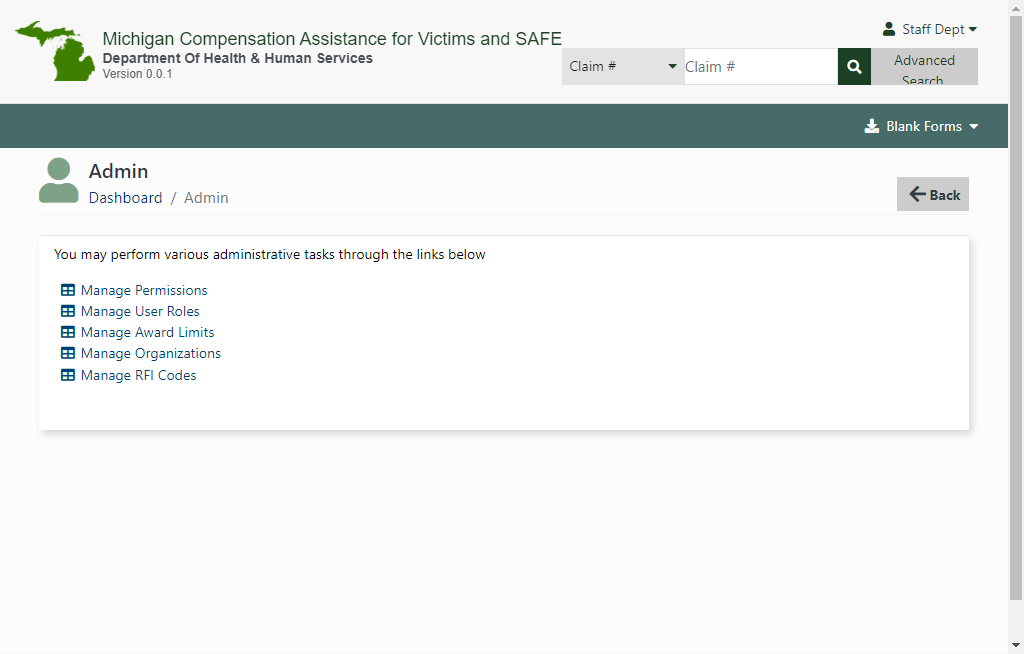 Michigan Compensation Assistance for Victims and SAFE
Department Of Health & Human Services
Version 0.0.1
Staff Dept
Claim #
Claim #
Advanced
Search
Blank Forms
Admin
Dashboard / Admin
Back
You may perform various administrative tasks through the links below
Manage Permissions
Manage User Roles
Manage Award Limits
Manage Organizations
Manage RFI Codes